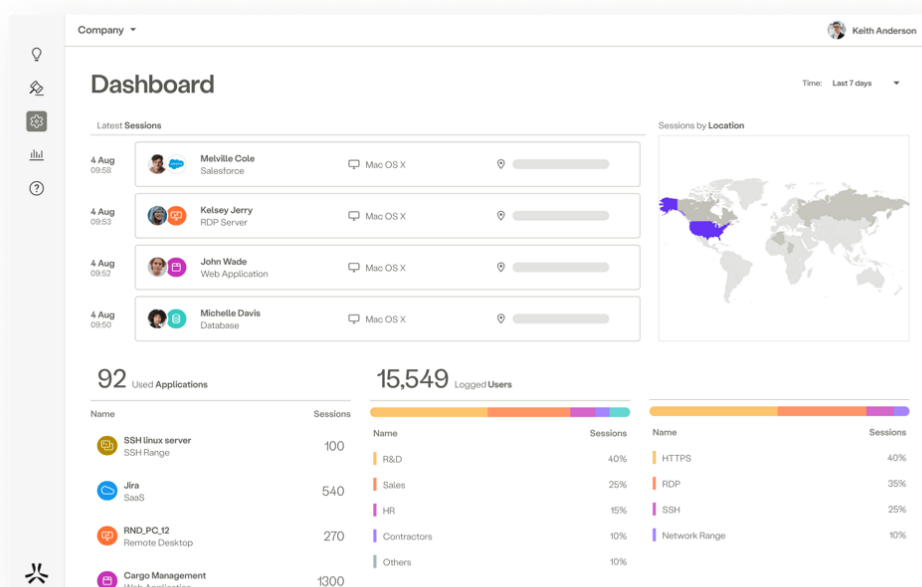 Company
Keith Anderson
Dashboard
Time: Last 7 days
Latest Sessions
Sessions by Location
4 Aug
09:58
Melville Cole
Salesforce
Mac OS X
4 Aug
09:53
Kelsey Jerry
RDP Server
Mac OS X
4 Aug
09:52
John Wade
Web Application
Mac OS X
4 Aug
09:50
Michelle Davis
Database
Mac OS X
92 Used Applications
Name Sessions
SSH linux server
SSH Range
100
Jira
SaaS
540
RND_PC_12
Remote Desktop
270
Cargo Management
Web Application
1300
15,549 Logged Users
Name Sessions
R&D 40%
Sales 25%
HR 15%
Contractors 10%
Others 10%
Name Sessions
HTTPS 40%
RDP 35%
SSH 25%
Network Range 10%